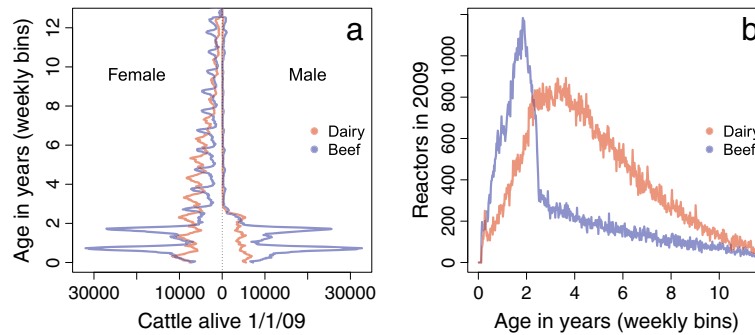 a
Female
Male
Dairy
Beef
Age in years (weekly bins)
0 2 4 6 8 10 12
30000 10000 0 10000 30000
Cattle alive 1/1/09
b
Dairy
Beef
Reactors in 2009
0 200 400 600 800 1000
0 2 4 6 8 10
Age in years (weekly bins)